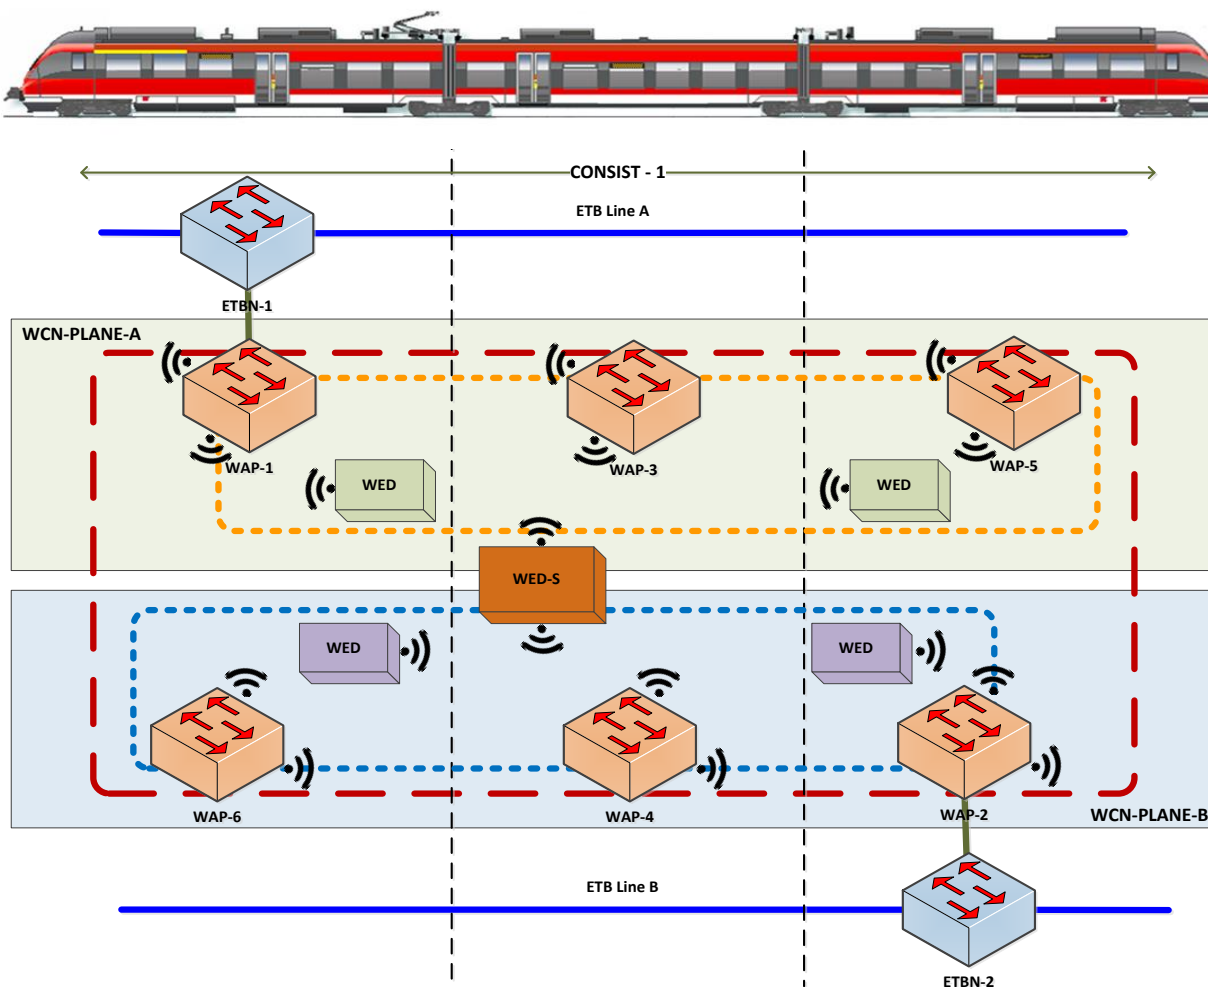 CONSIST - 1
ETB Line A
ETBN-1
WCN-PLANE-A
WAP-1
WAP-3
WAP-5
WED
WED
WED-S
WED
WED
WAP-6
WAP-4
WAP-2
WCN-PLANE-B
ETB Line B
ETBN-2